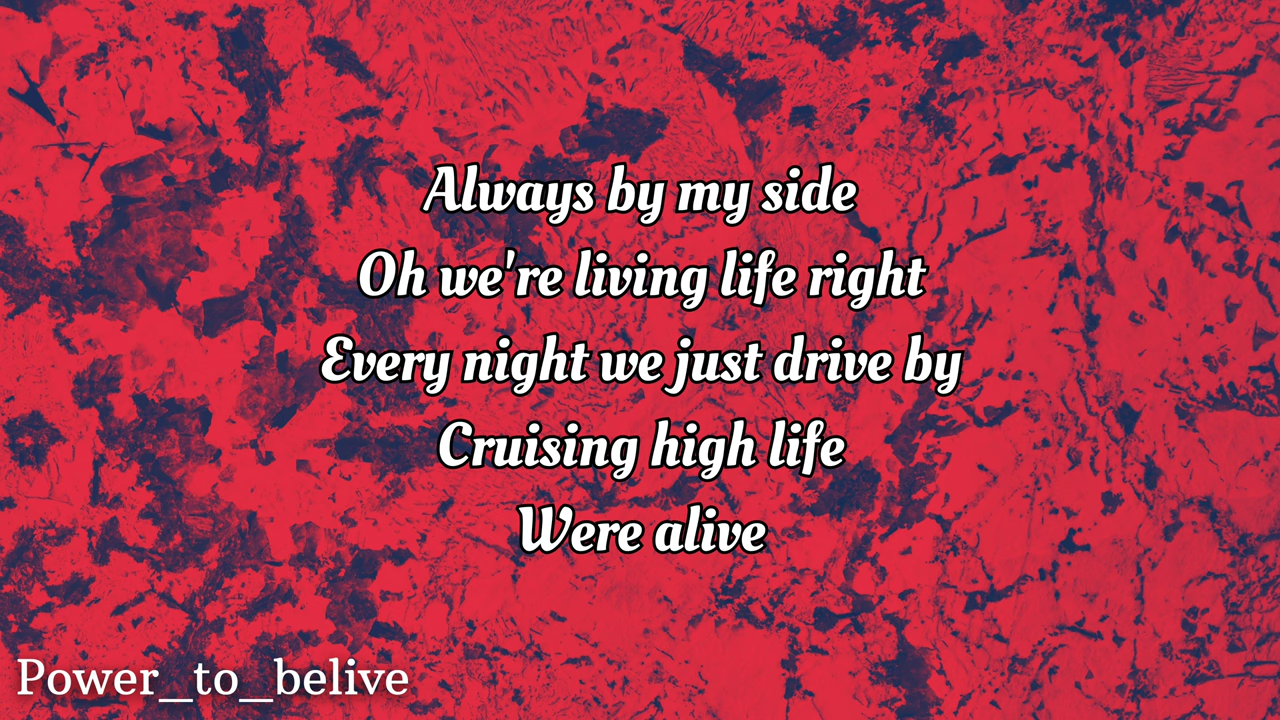 Always by my side
Oh we're living life right
Every night we just drive by
Cruising high life
Were alive
Power_to_belive